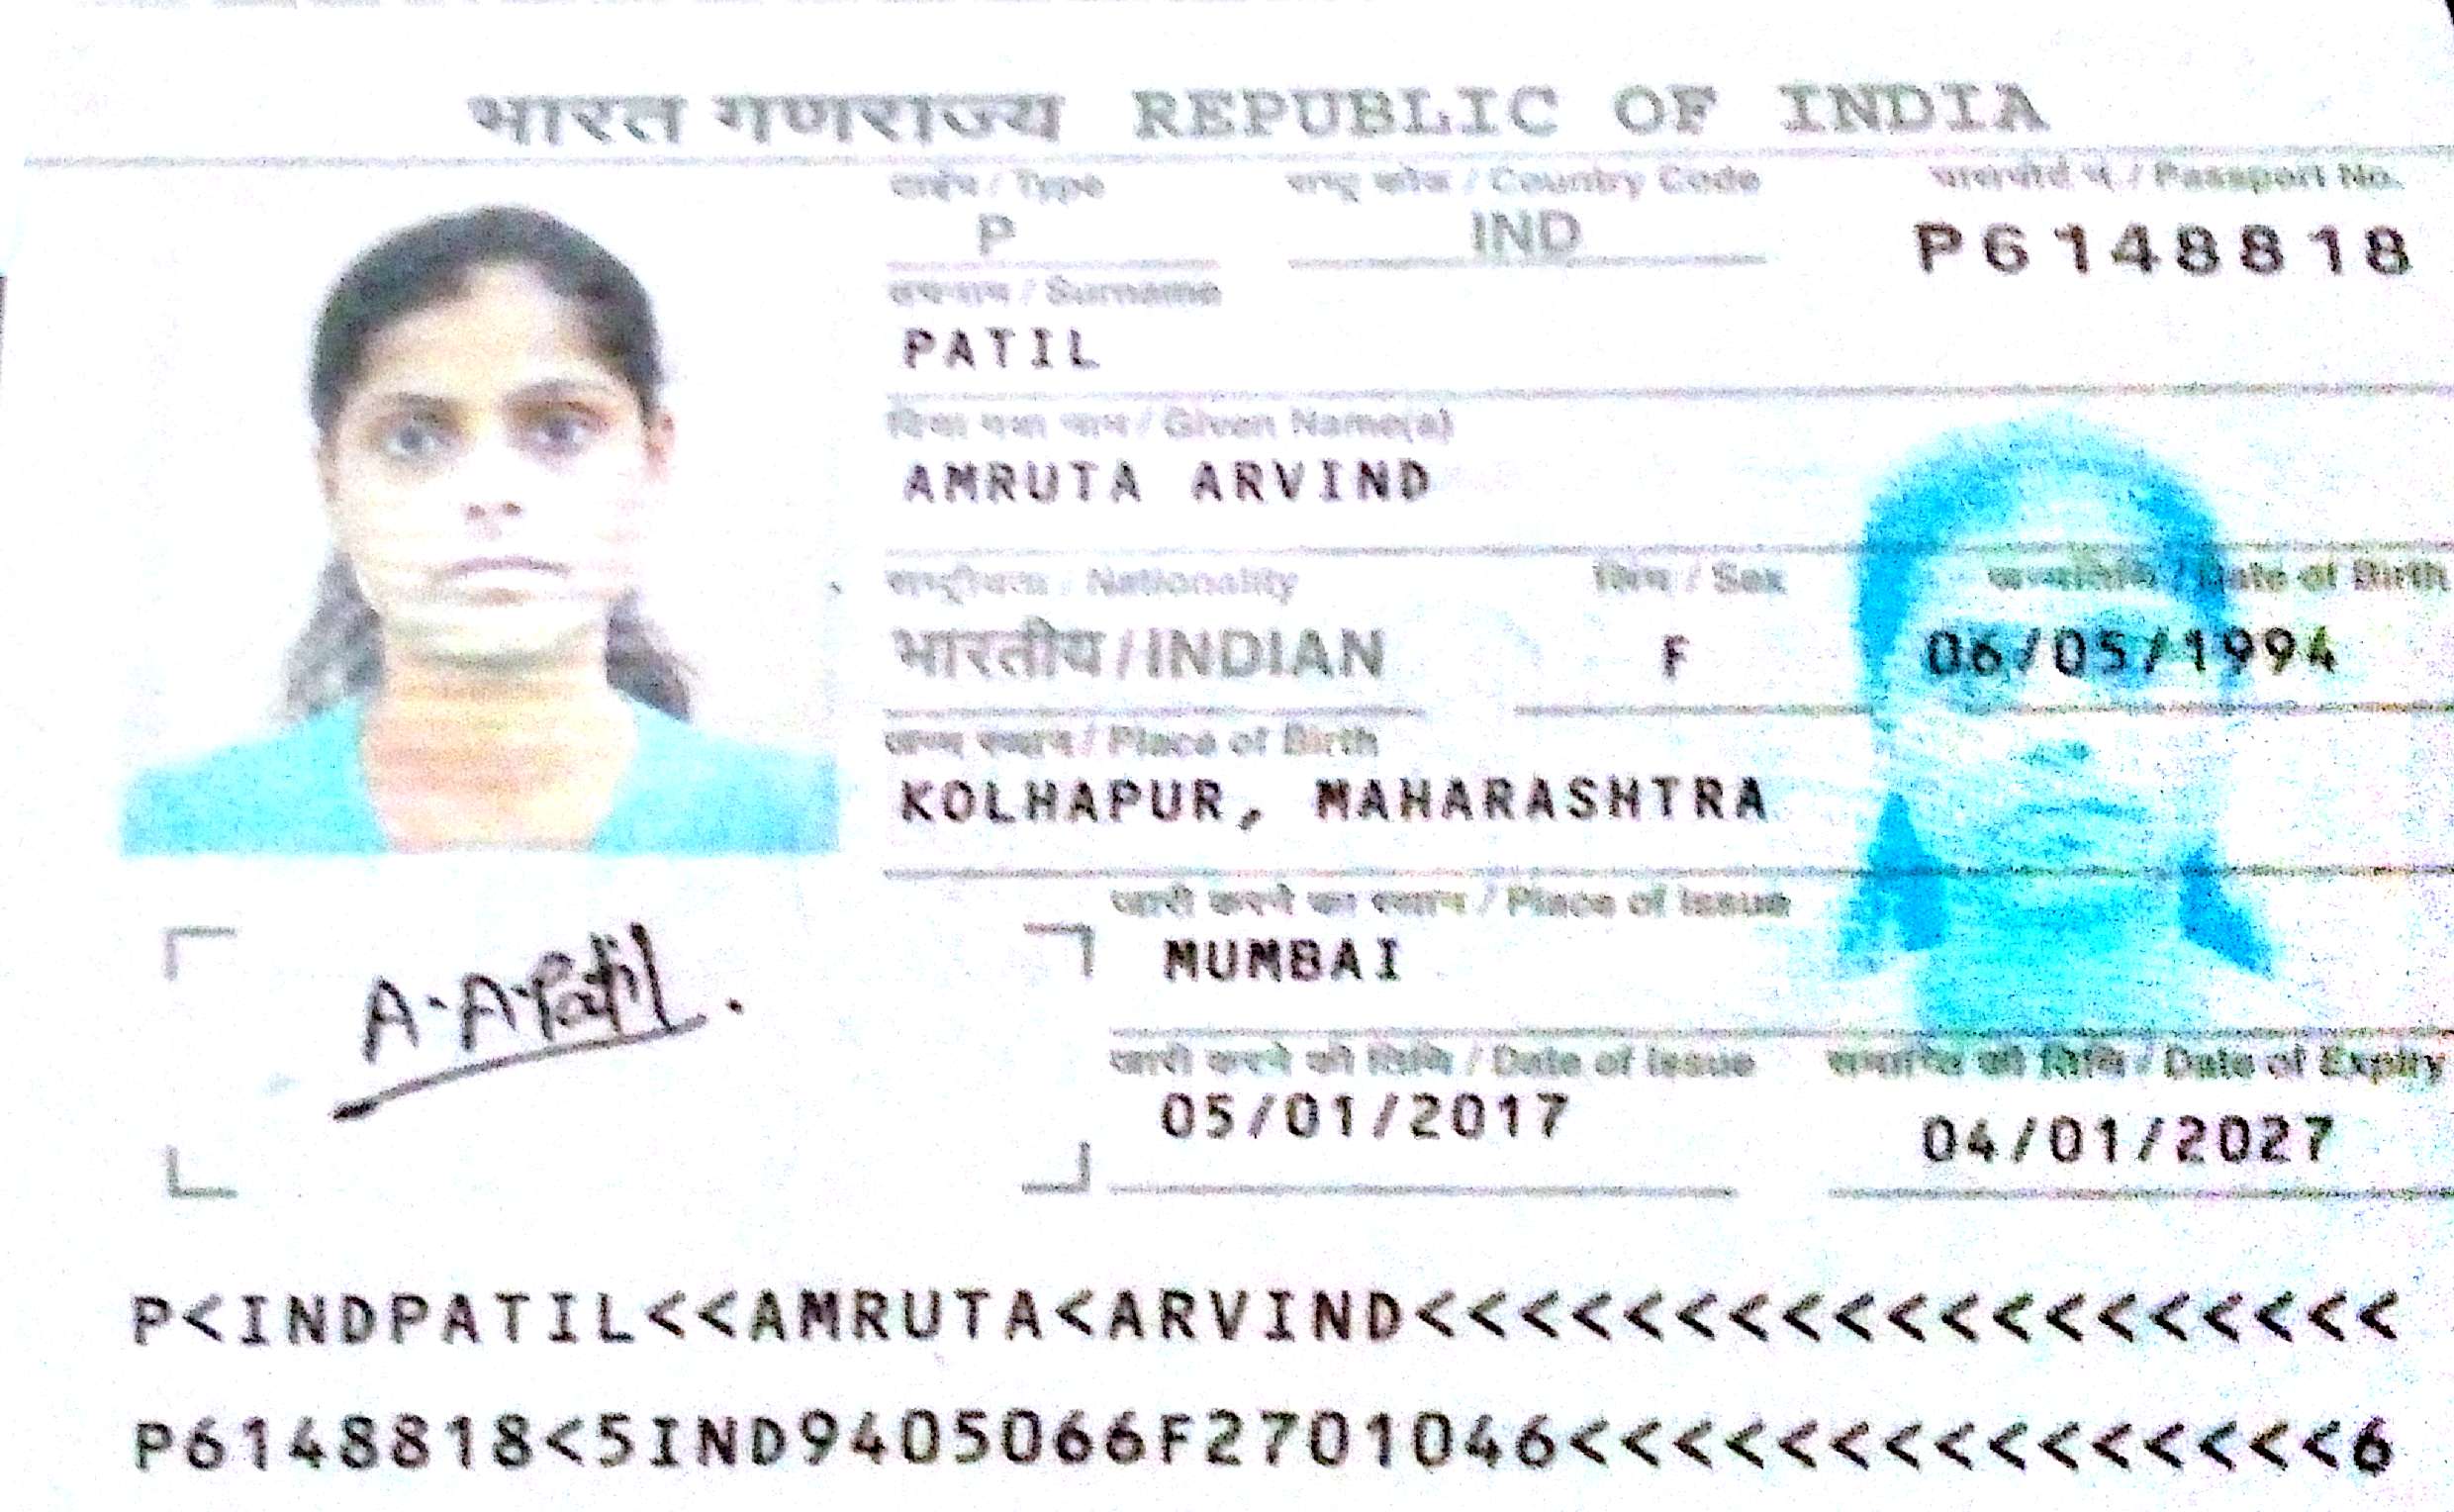 भारत गणराज्य REPUBLIC OF INDIA
टाईप / Type
राष्ट्र कोड / Country Code
पासपोर्ट नं. / Passport No.
P
IND
P6148818
उपनाम / Surname
PATIL
दिया गया नाम / Given Name(s)
AMRUTA ARVIND
राष्ट्रीयता / Nationality
लिंग / Sex
जन्मतिथि / Date of Birth
भारतीय / INDIAN
F
06/05/1994
जन्म स्थान / Place of Birth
KOLHAPUR, MAHARASHTRA
जारी करने का स्थान / Place of Issue
MUMBAI
A. A. Patil.
जारी करने की तिथि / Date of Issue
समाप्ति की तिथि / Date of Expiry
05/01/2017
04/01/2027
P<INDPATIL<<AMRUTA<ARVIND<<<<<<<<<<<<<<<<<<<
P6148818<5IND9405066F2701046<<<<<<<<<<<<<<<6